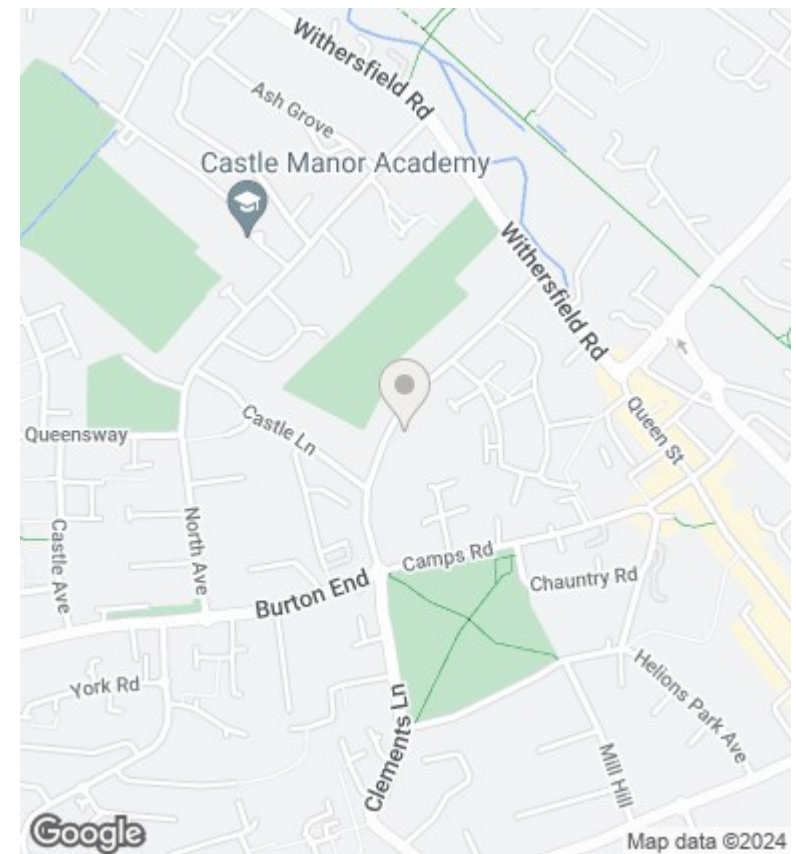 Withersfield Rd
Ash Grove
Castle Manor Academy
Withersfield Rd
Queen St
Castle Ln
Queensway
North Ave
Castle Ave
Camps Rd
Burton End
Chauntry Rd
York Rd
Helions Park Ave
Clements Ln
Mill Hill
Google
Map data ©2024